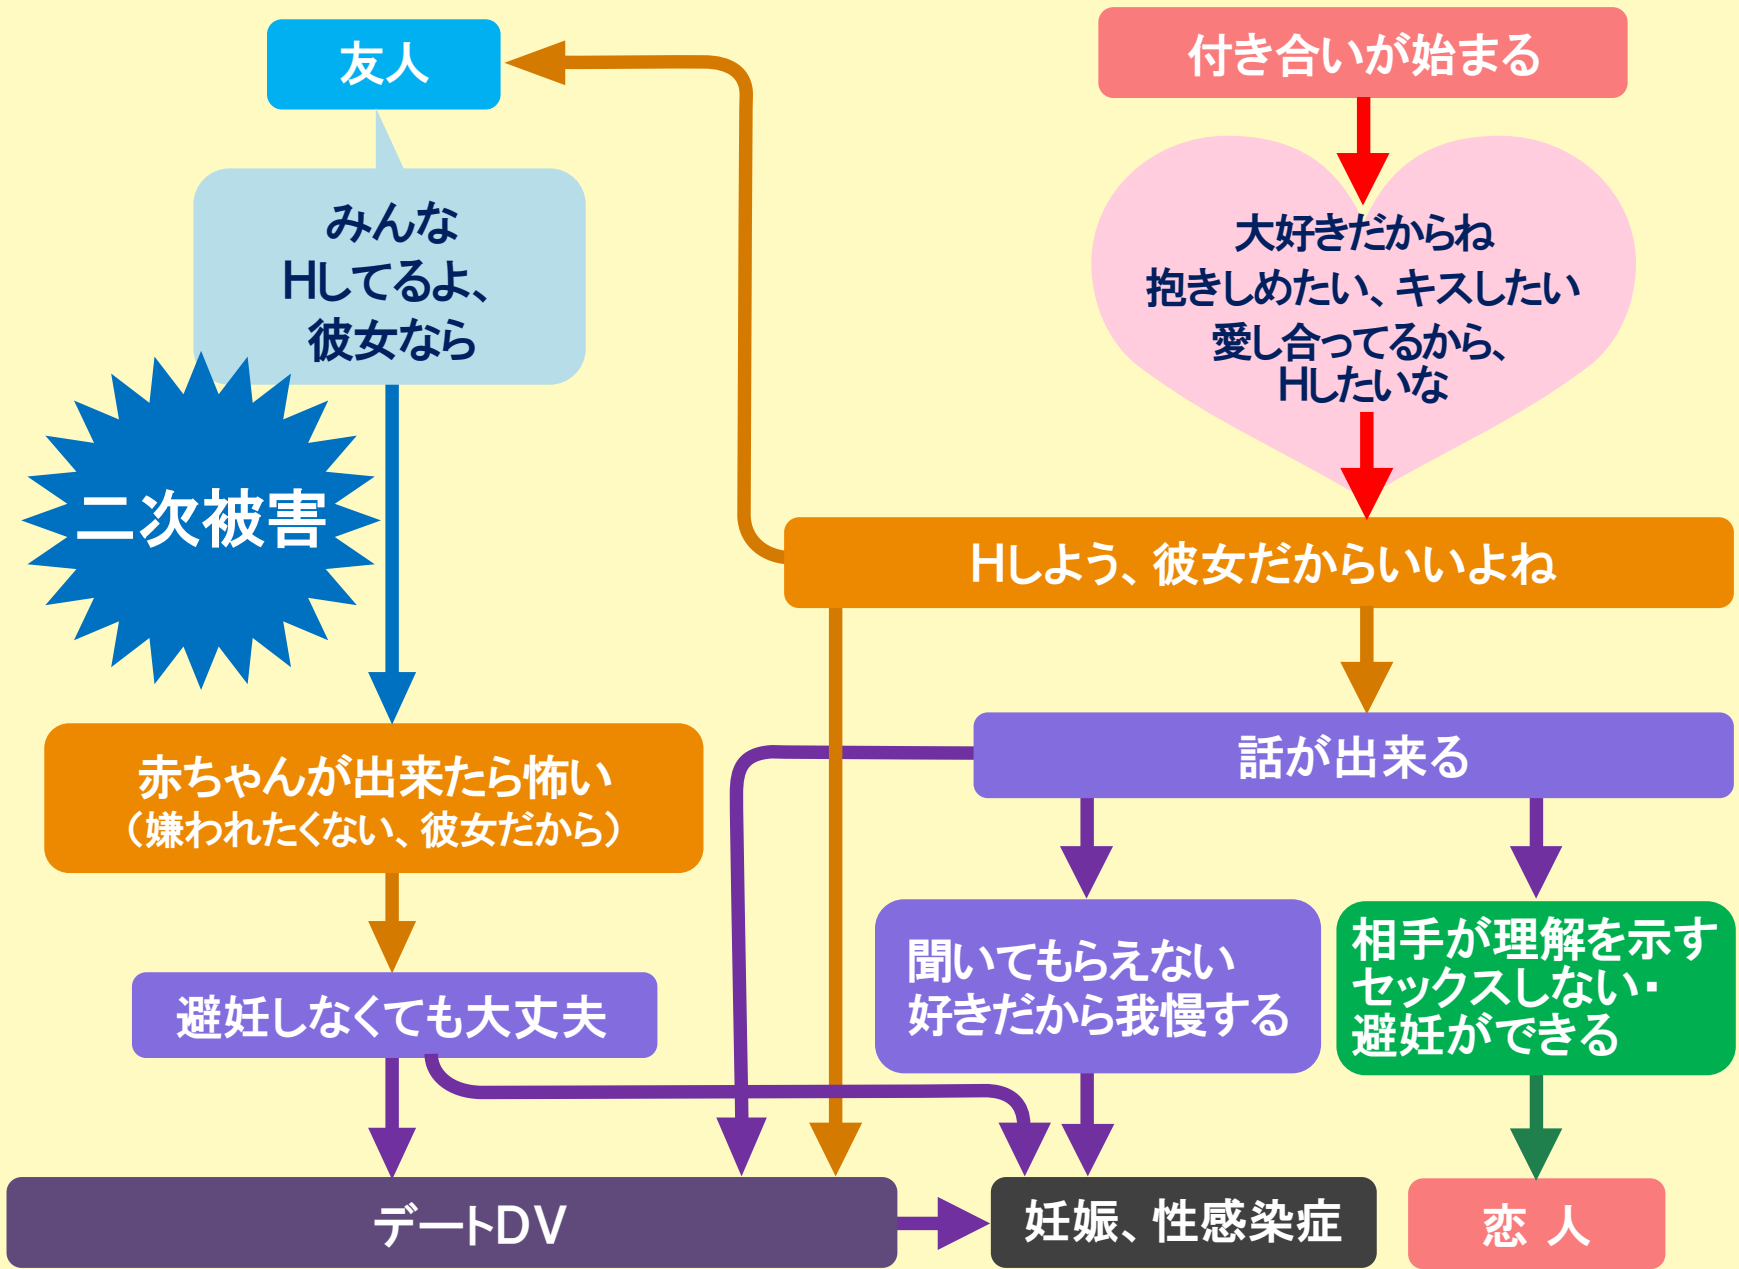 友人
付き合いが始まる
みんな
Hしてるよ、
彼女なら
大好きだからね
抱きしめたい、キスしたい
愛し合ってるから、
Hしたいな
二次被害
Hしよう、彼女だからいいよね
話が出来る
赤ちゃんが出来たら怖い
（嫌われたくない、彼女だから）
避妊しなくても大丈夫
聞いてもらえない
好きだから我慢する
相手が理解を示す
セックスしない・
避妊ができる
デートDV
妊娠、性感染症
恋 人